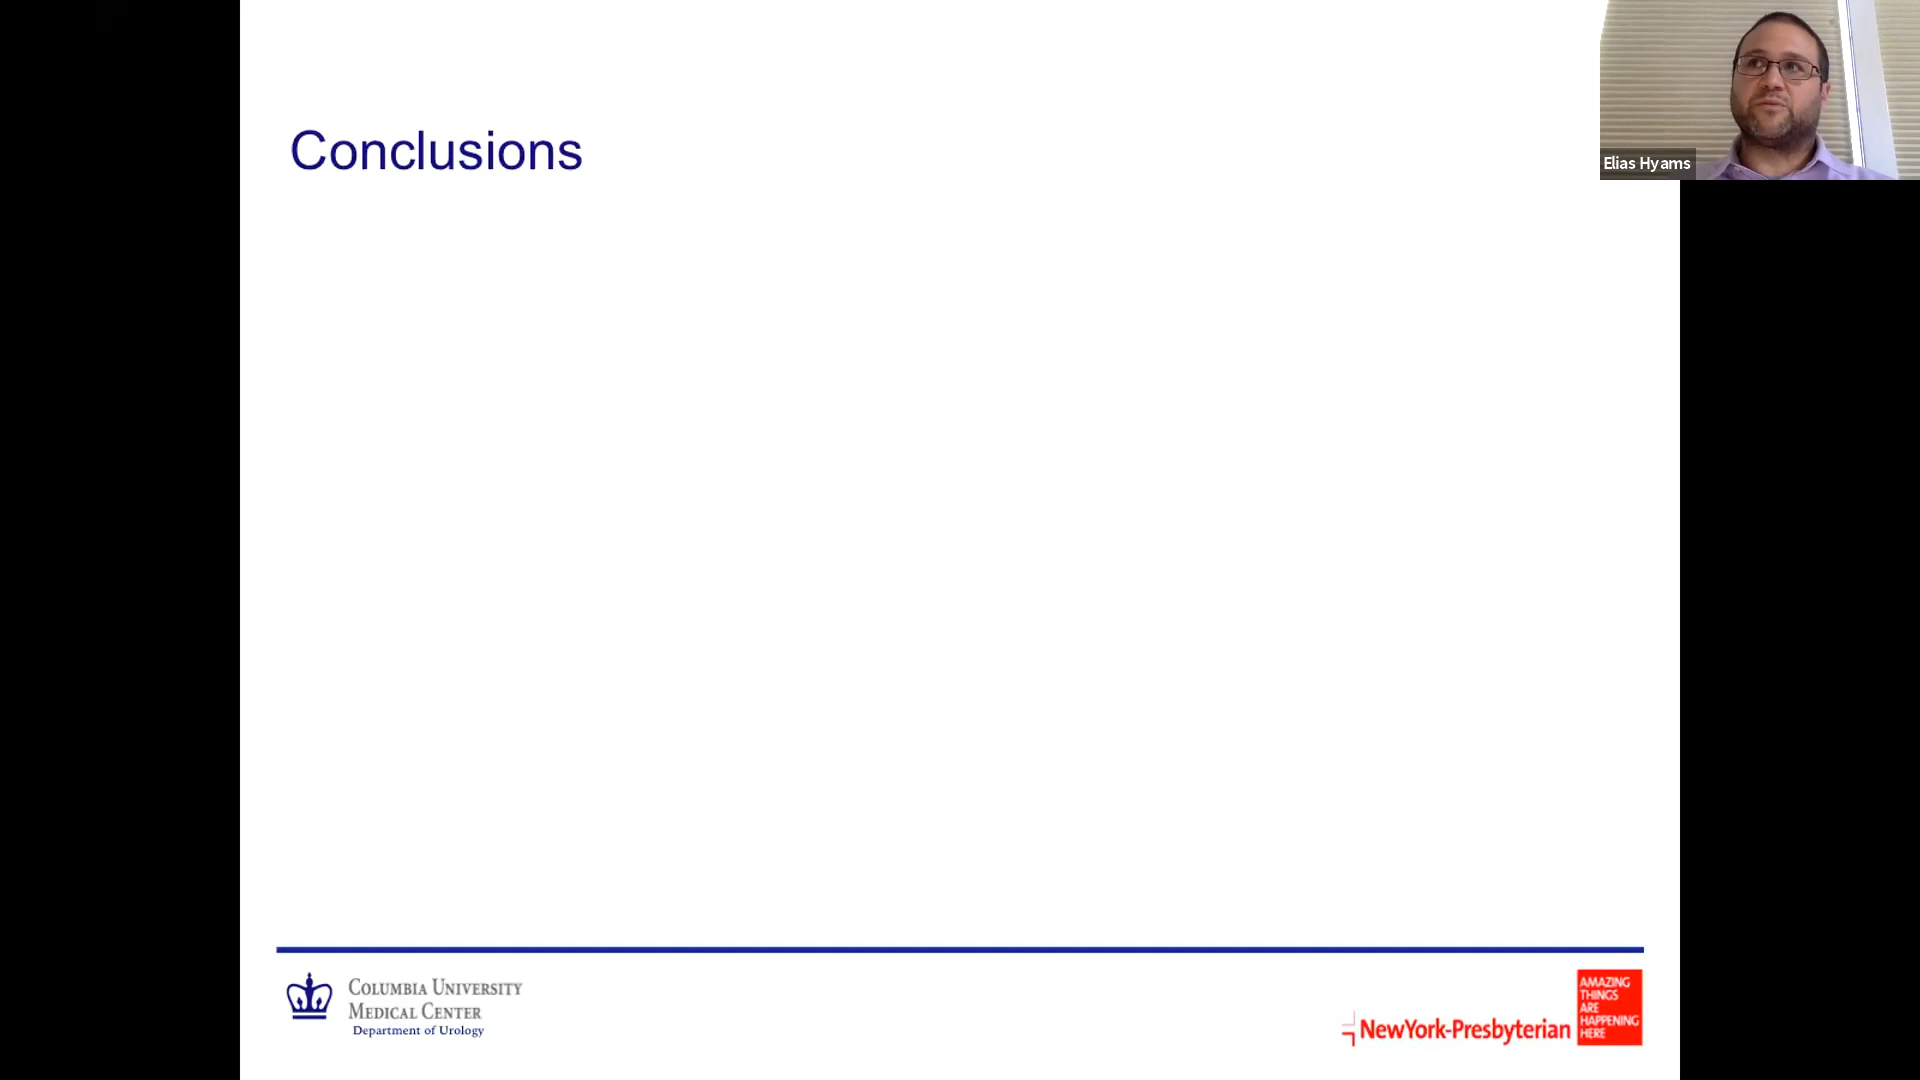 Conclusions
Elias Hyams
COLUMBIA UNIVERSITY
MEDICAL CENTER
Department of Urology
NewYork-Presbyterian
AMAZING
THINGS
ARE
HAPPENING
HERE